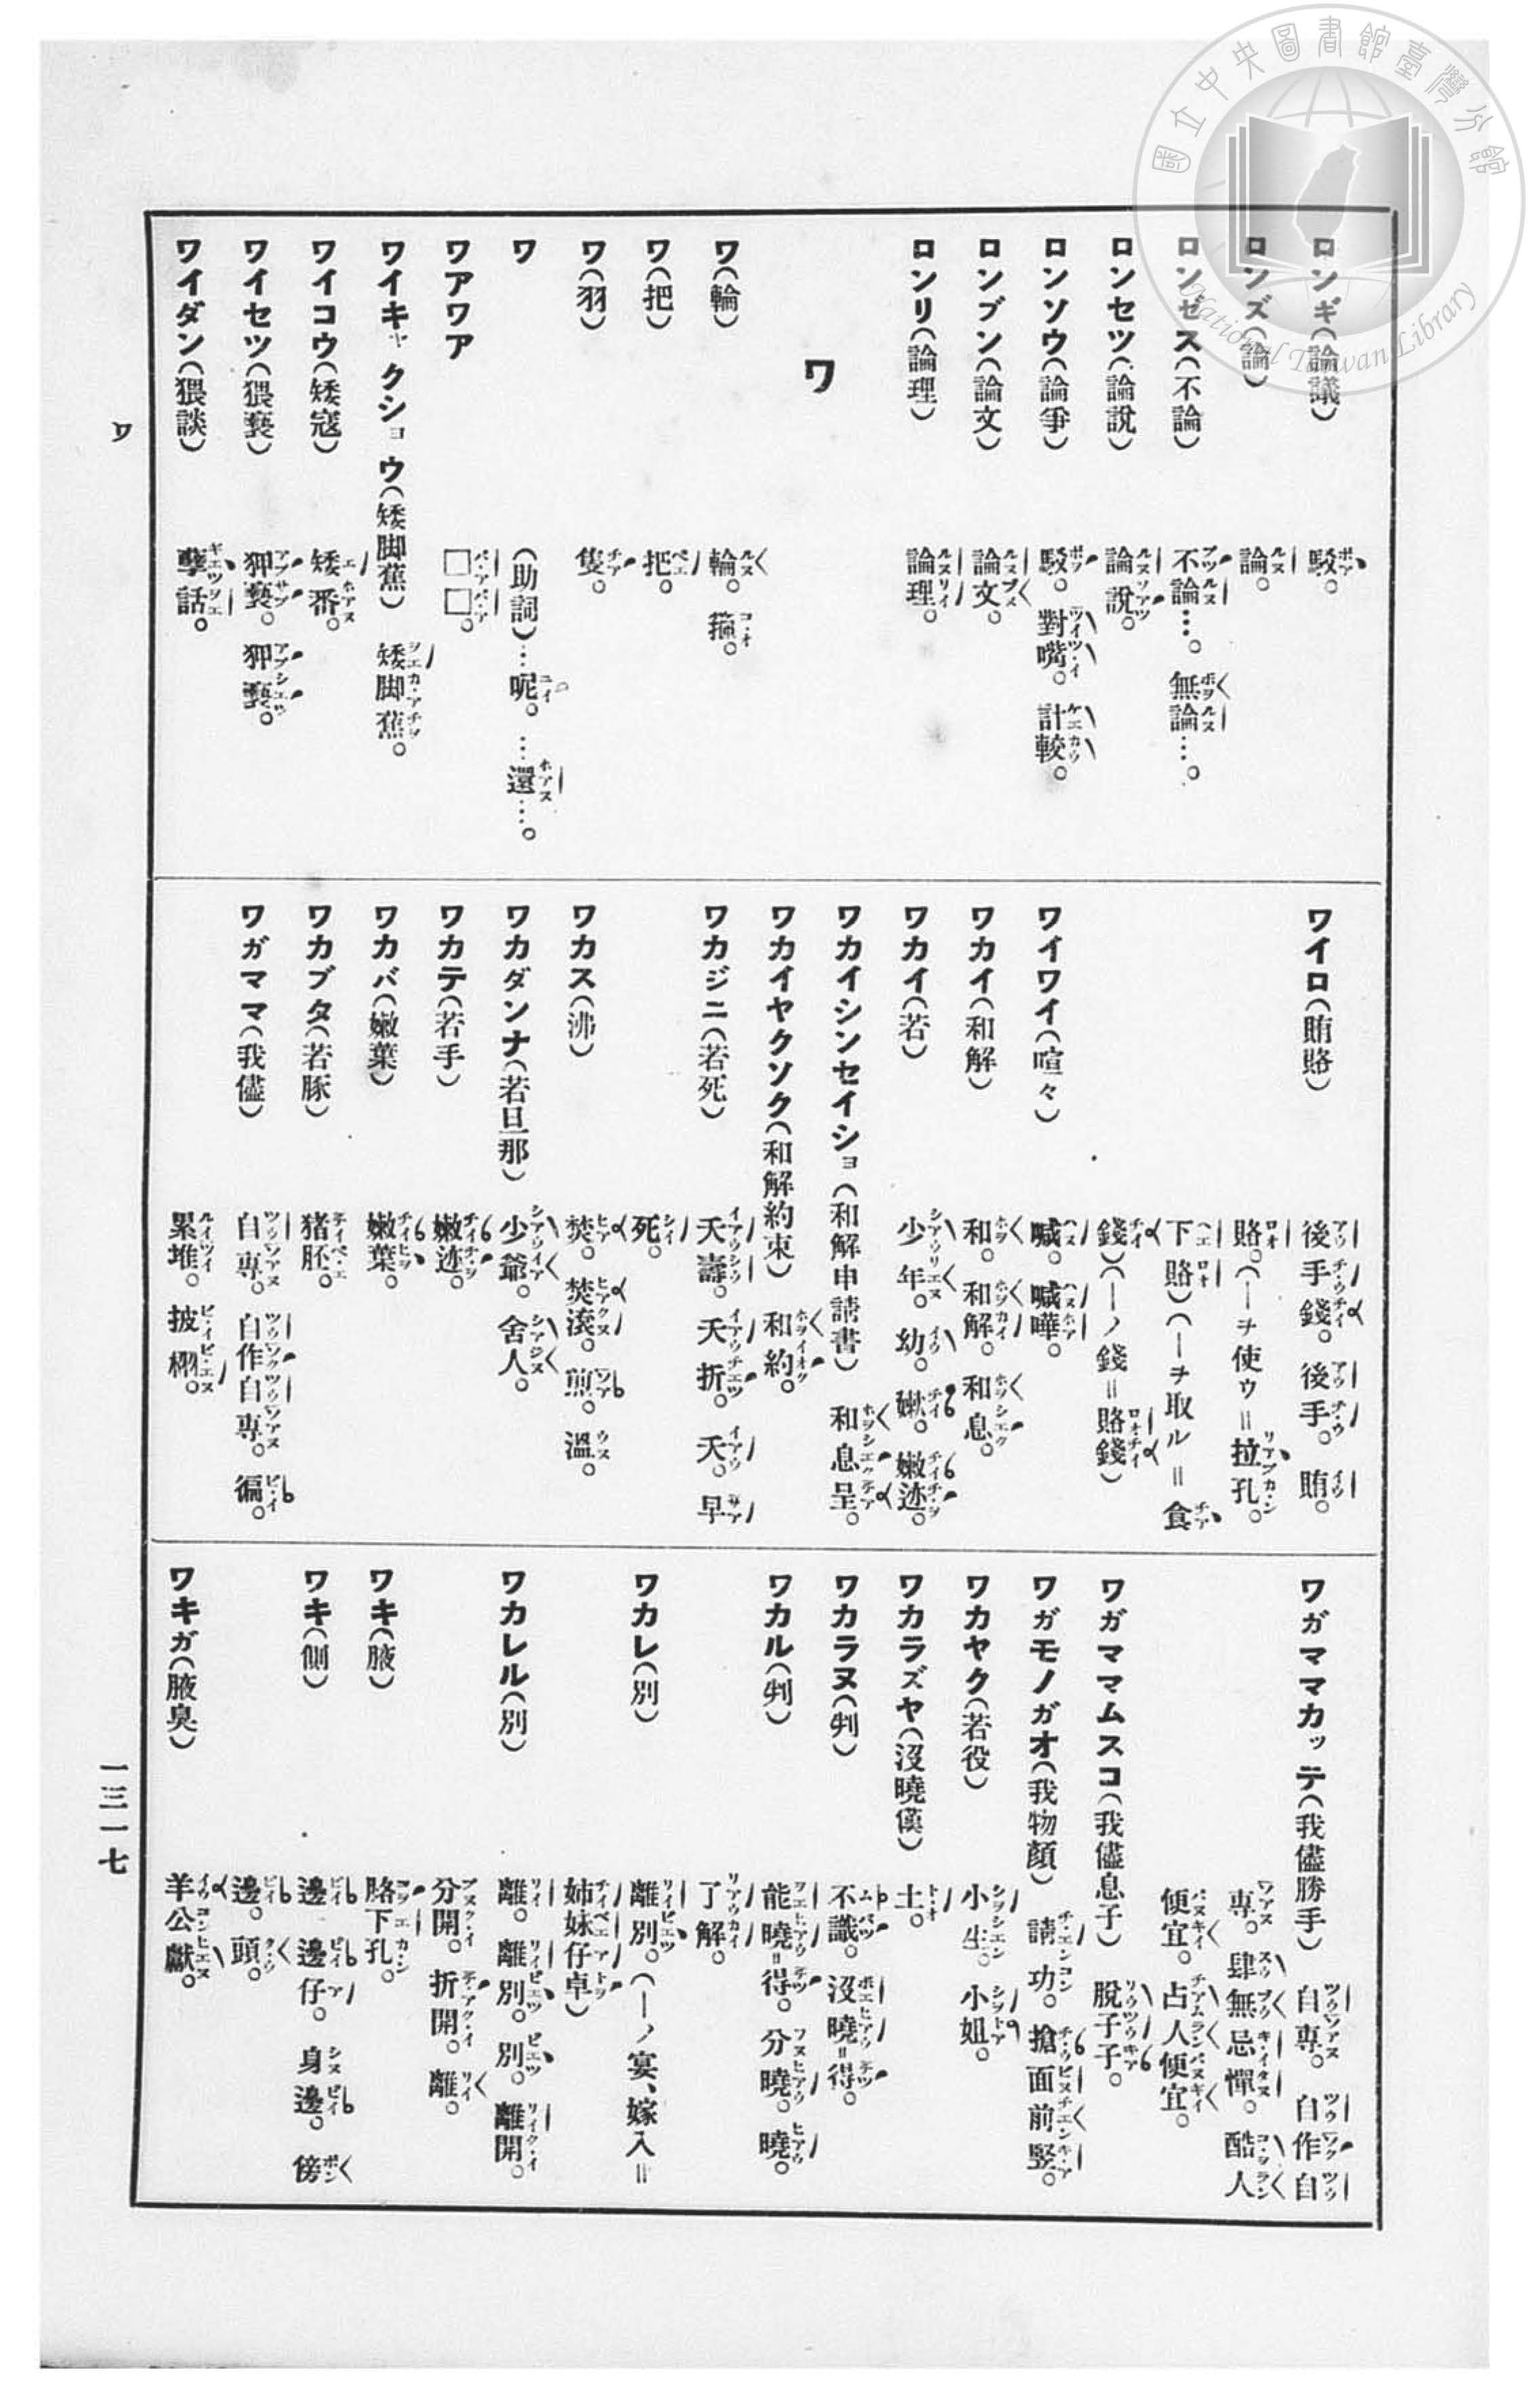 國立中央圖書館臺灣分館
National Taiwan Library
ロンギ(論議) 駁。
ロンズ(論) 論。
ロンゼス(不論) 不論…。無論…。
ロンセツ(論說) 論說。
ロンソウ(論爭) 駁。對嘴。計較。
ロンブン(論文) 論文。
ロンリ(論理) 論理。
ワ
ワ(輪) 輪。箍。
ワ(把) 把。
ワ(羽) 隻。
ワ (助詞)…呢。…還…。
ワアワア □□。
ワイキャクショウ(矮脚蕉) 矮脚蕉。
ワイコウ(矮寇) 矮番。
ワイセツ(猥褻) 狎褻。狎褻。
ワイダン(猥談) 孽話。
ワイロ(賄賂) 後手錢。後手。賄。
賂。(―ヲ使ウ=拉孔。
下賂)(―ヲ取ル=食
錢)(―ノ錢=賂錢)
ワイワイ(喧々) 喊。喊嘩。
ワカイ(和解) 和。和解。和息。
ワカイ(若) 少年。幼。嫩。嫩迹。
ワカイシンセイショ(和解申請書) 和息呈。
ワカイヤクソク(和解約束) 和約。
ワカジニ(若死) 夭壽。夭折。夭。早
死。
ワカス(沸) 焚。焚滾。煎。溫。
ワカダンナ(若旦那) 少爺。舍人。
ワカテ(若手) 嫩迹。
ワカバ(嫩葉) 嫩葉。
ワカブタ(若豚) 猪胚。
ワガママ(我儘) 自專。自作自專。徧。
累堆。披棚。
ワガママカッテ(我儘勝手) 自專。自作自
專。肆無忌憚。酷人
便宜。占人便宜。
ワガママムスコ(我儘息子) 脫子子。
ワガモノガオ(我物顏) 請功。搶面前竪。
ワカヤク(若役) 小生。小姐。
ワカラズヤ(沒曉漢) 土。
ワカラヌ(判) 不識。沒曉=得。
ワカル(判) 能曉=得。分曉。曉。
了解。
ワカレ(別) 離別。(―ノ宴、嫁入=
姉妹仔卓)
ワカレル(別) 離。離別。別。離開。
分開。折開。離。
ワキ(腋) 胳下孔。
ワキ(側) 邊。邊仔。身邊。傍
邊。頭。
ワキガ(腋臭) 羊公獻。
ワ
一三一七